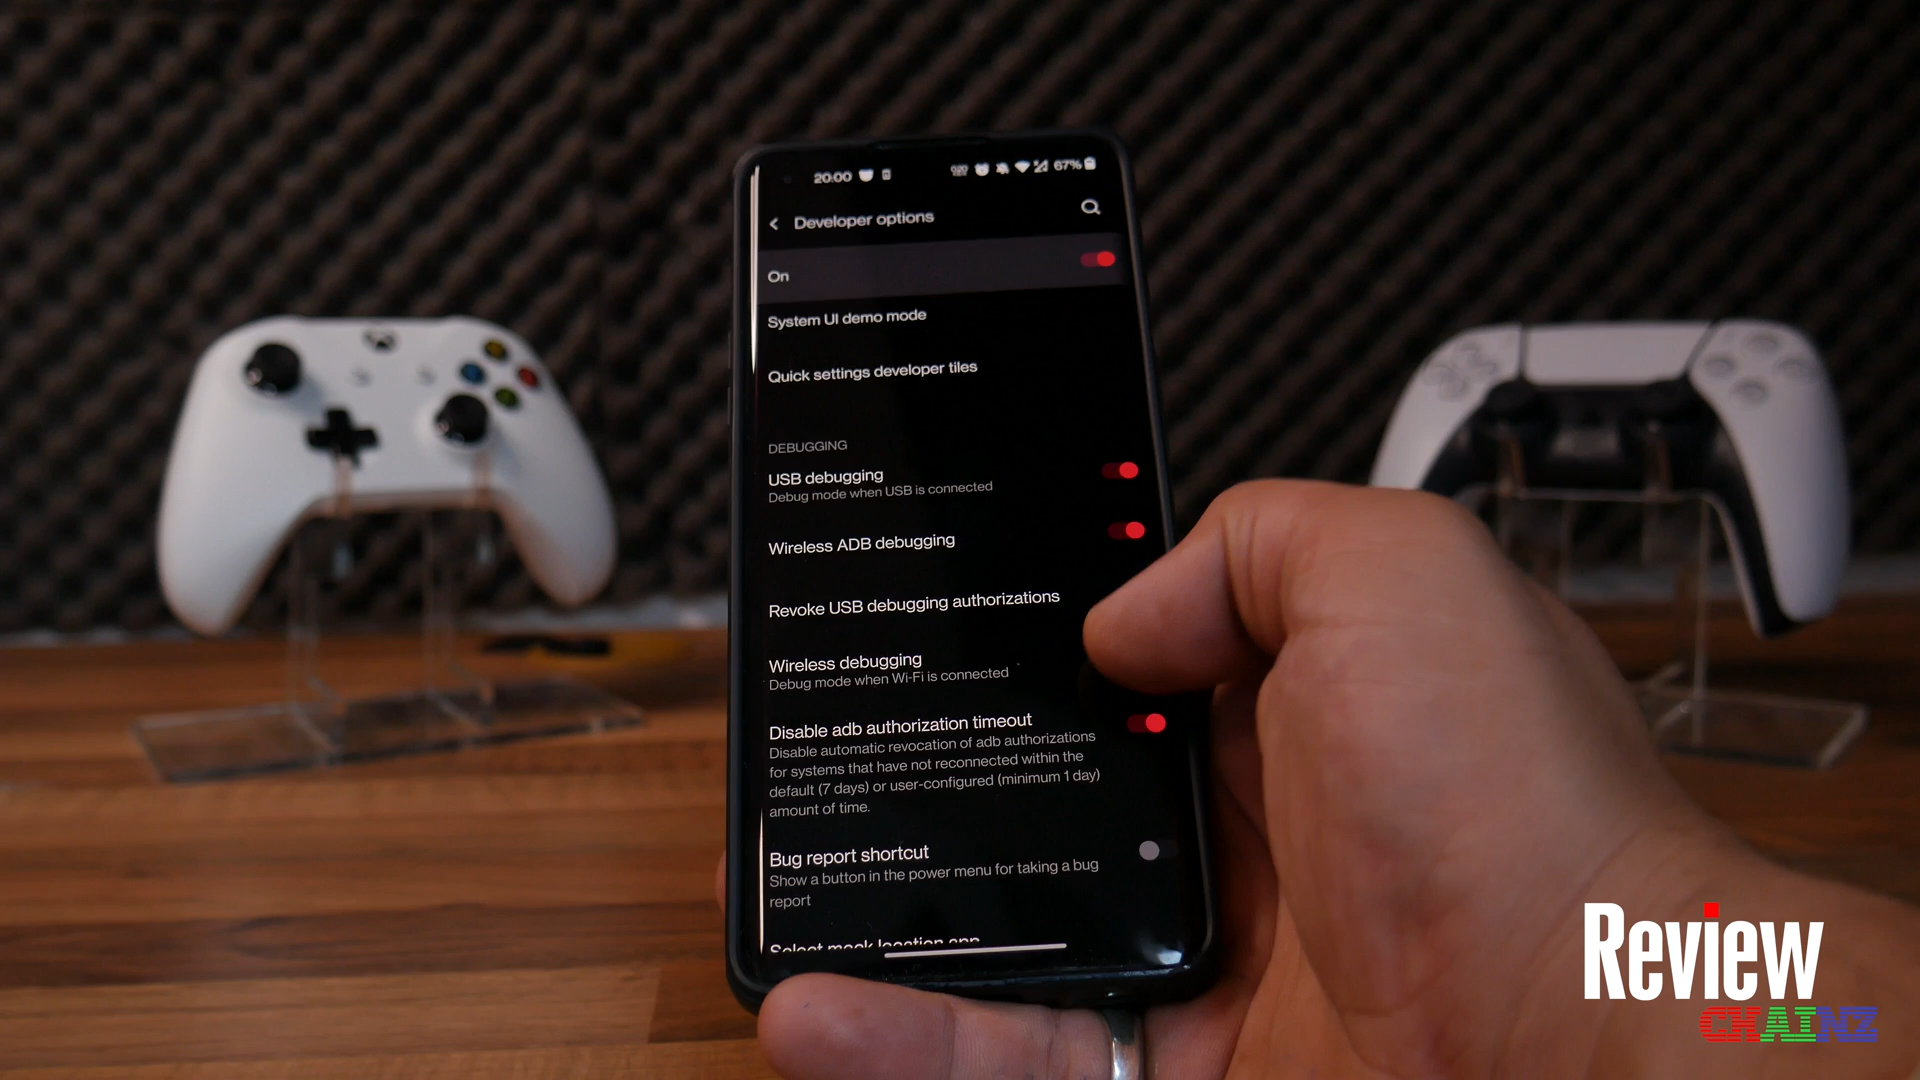 20:00 67%
Developer options
On
System UI demo mode
Quick settings developer tiles
DEBUGGING
USB debugging
Debug mode when USB is connected
Wireless ADB debugging
Revoke USB debugging authorizations
Wireless debugging
Debug mode when Wi-Fi is connected
Disable adb authorization timeout
Disable automatic revocation of adb authorizations
for systems that have not reconnected within the
default (7 days) or user-configured (minimum 1 day)
amount of time.
Bug report shortcut
Show a button in the power menu for taking a bug
report
Select mock location app
Review
CHAINZ